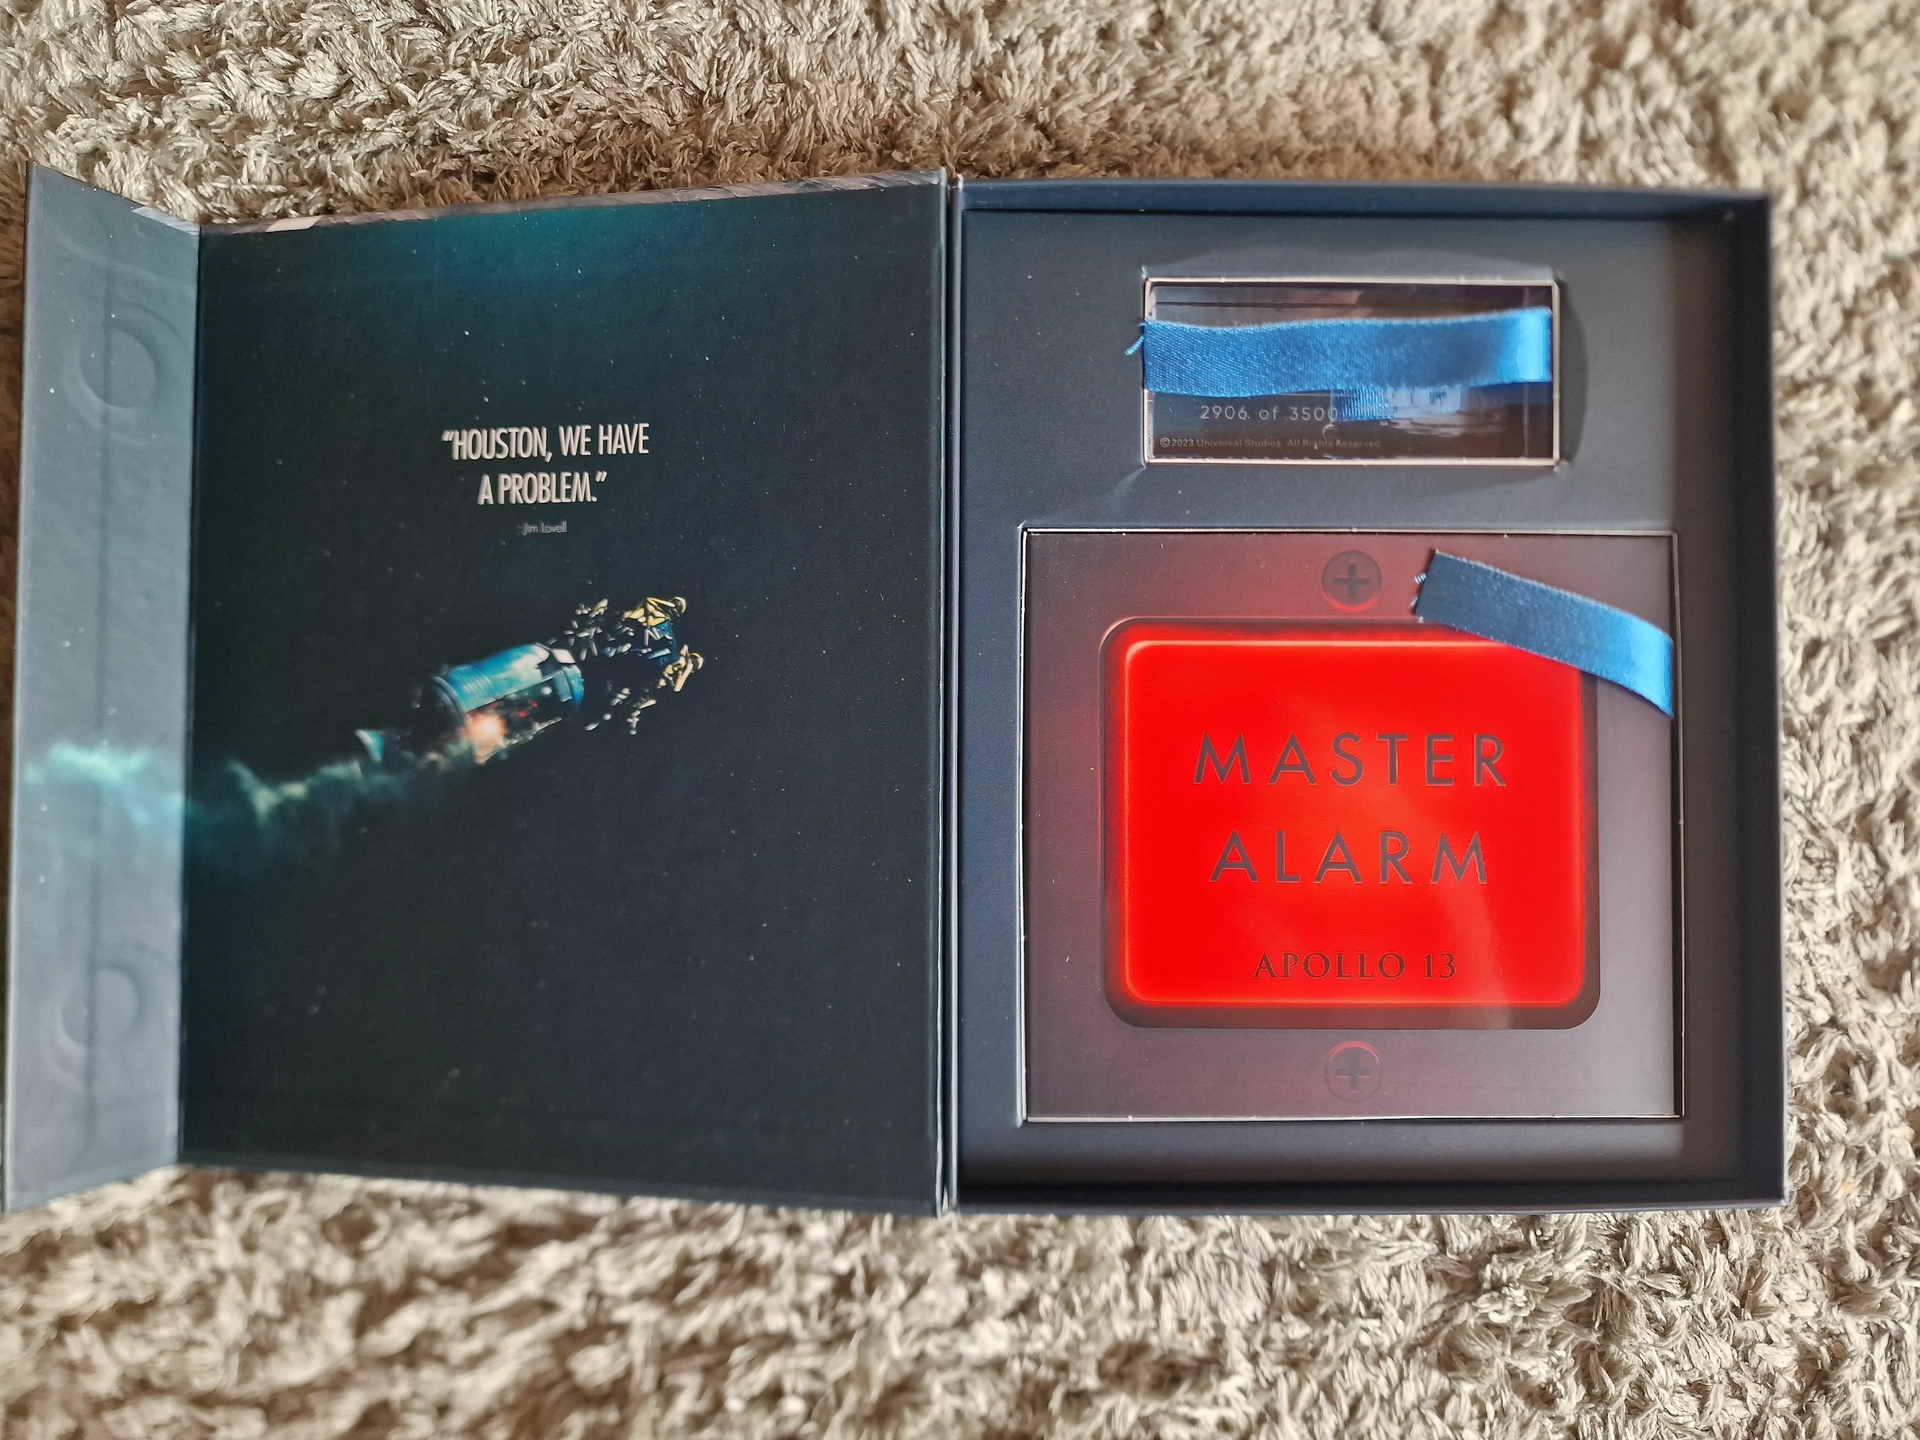 “HOUSTON, WE HAVE
A PROBLEM.”
-Jim Lovell
2906 of 3500
©2023 Universal Studios. All Rights Reserved.
MASTER
ALARM
APOLLO 13